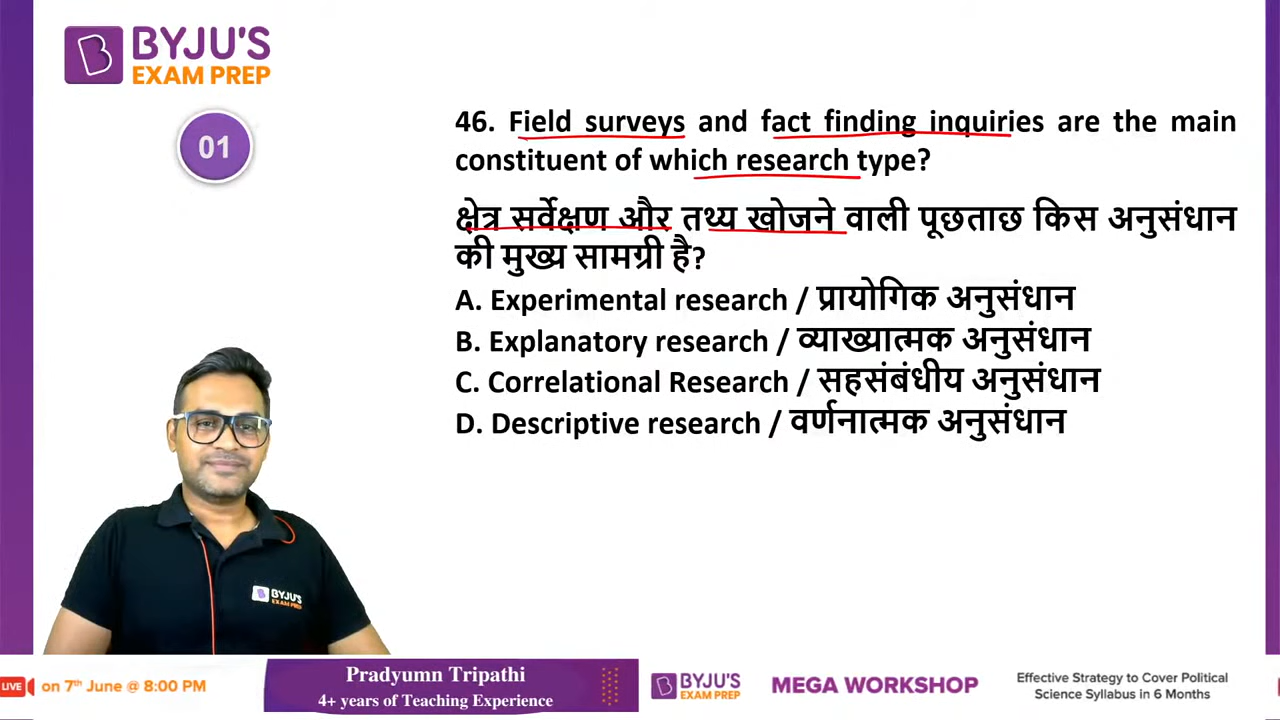 BYJU'S
EXAM PREP
01
46. Field surveys and fact finding inquiries are the main
constituent of which research type?
क्षेत्र सर्वेक्षण और तथ्य खोजने वाली पूछताछ किस अनुसंधान
की मुख्य सामग्री है?
A. Experimental research / प्रायोगिक अनुसंधान
B. Explanatory research / व्याख्यात्मक अनुसंधान
C. Correlational Research / सहसंबंधीय अनुसंधान
D. Descriptive research / वर्णनात्मक अनुसंधान
BYJU'S
EXAM PREP
LIVE on 7th June @ 8:00 PM
Pradyumn Tripathi
4+ years of Teaching Experience
BYJU'S
EXAM PREP
MEGA WORKSHOP
Effective Strategy to Cover Political
Science Syllabus in 6 Months